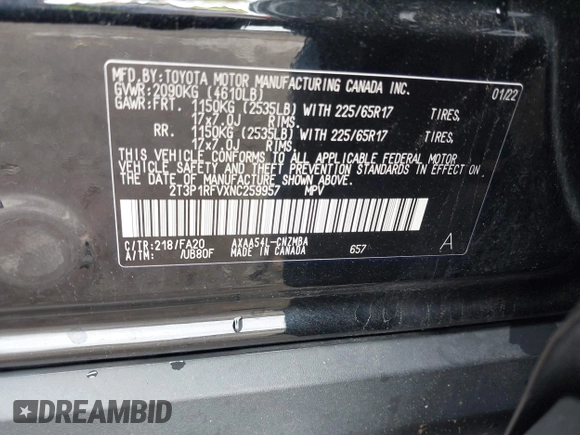 MFD.BY:TOYOTA MOTOR MANUFACTURING CANADA INC.
GVWR:2090KG (4610LB) 01/22
GAWR:FRT. 1150KG (2535LB) WITH 225/65R17 TIRES,
17x7.0J RIMS.
RR. 1150KG (2535LB) WITH 225/65R17 TIRES,
17x7.0J RIMS.
THIS VEHICLE CONFORMS TO ALL APPLICABLE FEDERAL MOTOR
VEHICLE SAFETY AND THEFT PREVENTION STANDARDS IN EFFECT ON
THE DATE OF MANUFACTURE SHOWN ABOVE.
2T3P1RFVXNC259957 MPV
C/TR:218/FA20 AXAA54L-CNZMBA
A/TM: /UB80F MADE IN CANADA 657 A
DREAMBID